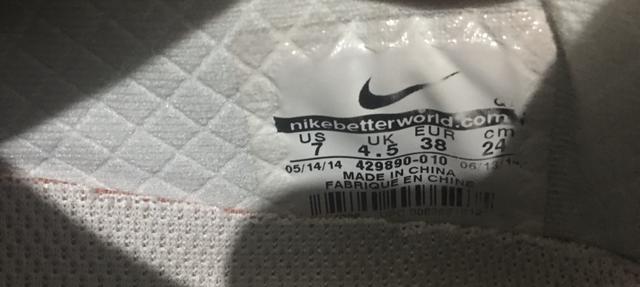 nikebetterworld.com
US UK EUR cm
7 4.5 38 24
05/14/14 429890-010 06/13/14
MADE IN CHINA
FABRIQUE EN CHINE